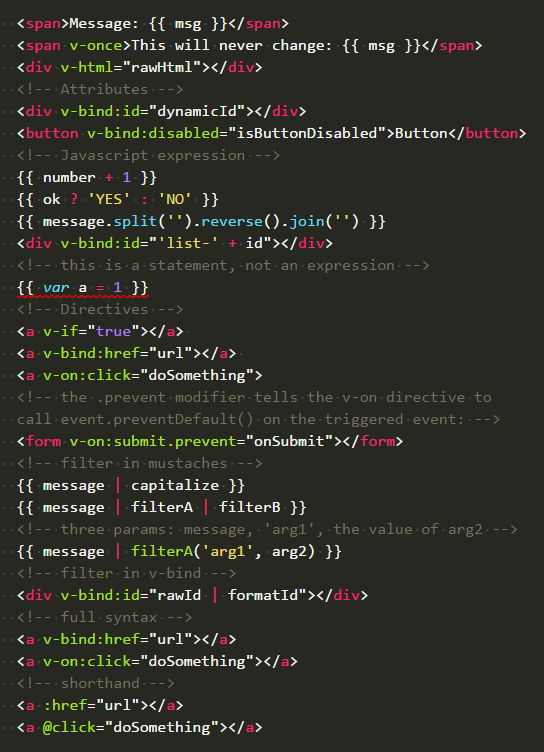 <span>Message: {{ msg }}</span>
<span v-once>This will never change: {{ msg }}</span>
<div v-html="rawHtml"></div>
<!-- Attributes -->
<div v-bind:id="dynamicId"></div>
<button v-bind:disabled="isButtonDisabled">Button</button>
<!-- Javascript expression -->
{{ number + 1 }}
{{ ok ? 'YES' : 'NO' }}
{{ message.split('').reverse().join('') }}
<div v-bind:id="'list-' + id"></div>
<!-- this is a statement, not an expression -->
{{ var a = 1 }}
<!-- Directives -->
<a v-if="true"></a>
<a v-bind:href="url"></a>
<a v-on:click="doSomething">
<!-- the .prevent modifier tells the v-on directive to
call event.preventDefault() on the triggered event: -->
<form v-on:submit.prevent="onSubmit"></form>
<!-- filter in mustaches -->
{{ message | capitalize }}
{{ message | filterA | filterB }}
<!-- three params: message, 'arg1', the value of arg2 -->
{{ message | filterA('arg1', arg2) }}
<!-- filter in v-bind -->
<div v-bind:id="rawId | formatId"></div>
<!-- full syntax -->
<a v-bind:href="url"></a>
<a v-on:click="doSomething"></a>
<!-- shorthand -->
<a :href="url"></a>
<a @click="doSomething"></a>